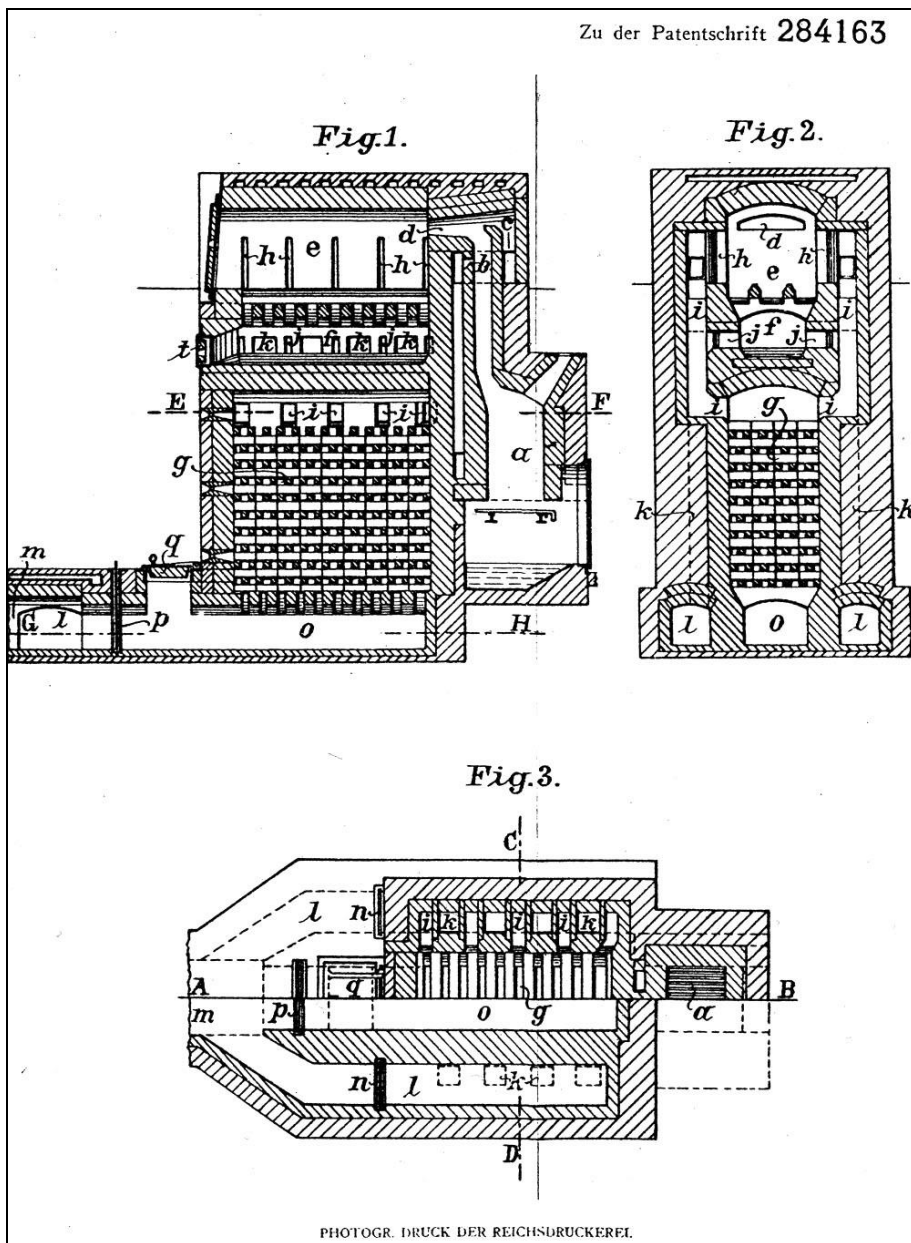 Zu der Patentschrift 284163
Fig. 1.
Fig. 2.
d
c
h e h
b
d
h h
e
i i
k j f k j k
t
j f j
E i i F
i g i
g
a
k k
r r
m q
G l p o H
l o l
Fig. 3.
C
l n i k l i k
A q B
m p o g a
n l k
D
PHOTOGR. DRUCK DER REICHSDRUCKEREI.